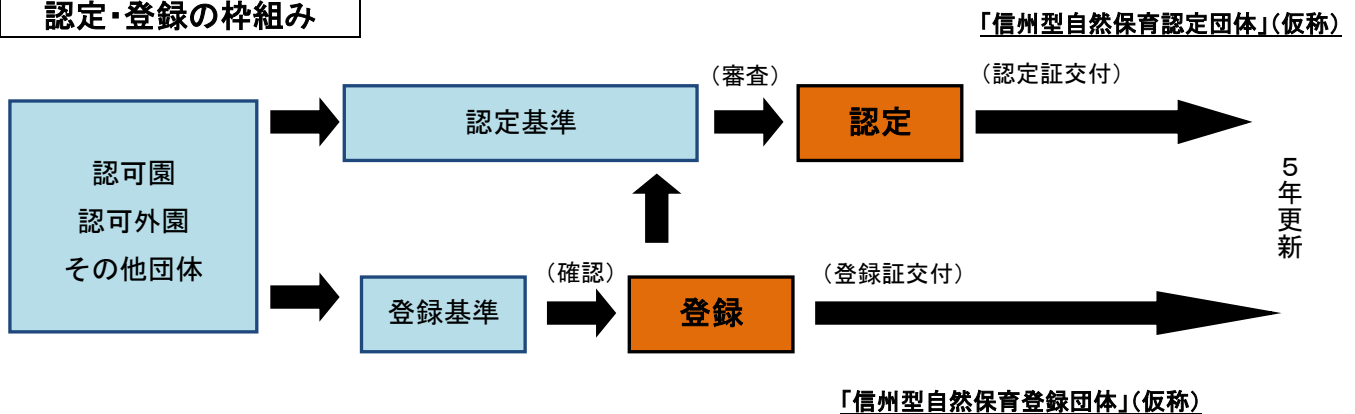 認定・登録の枠組み
「信州型自然保育認定団体」(仮称)
(審査)
(認定証交付)
認定基準
認定
認可園
認可外園
その他団体
5年更新
(確認)
(登録証交付)
登録基準
登録
「信州型自然保育登録団体」(仮称)